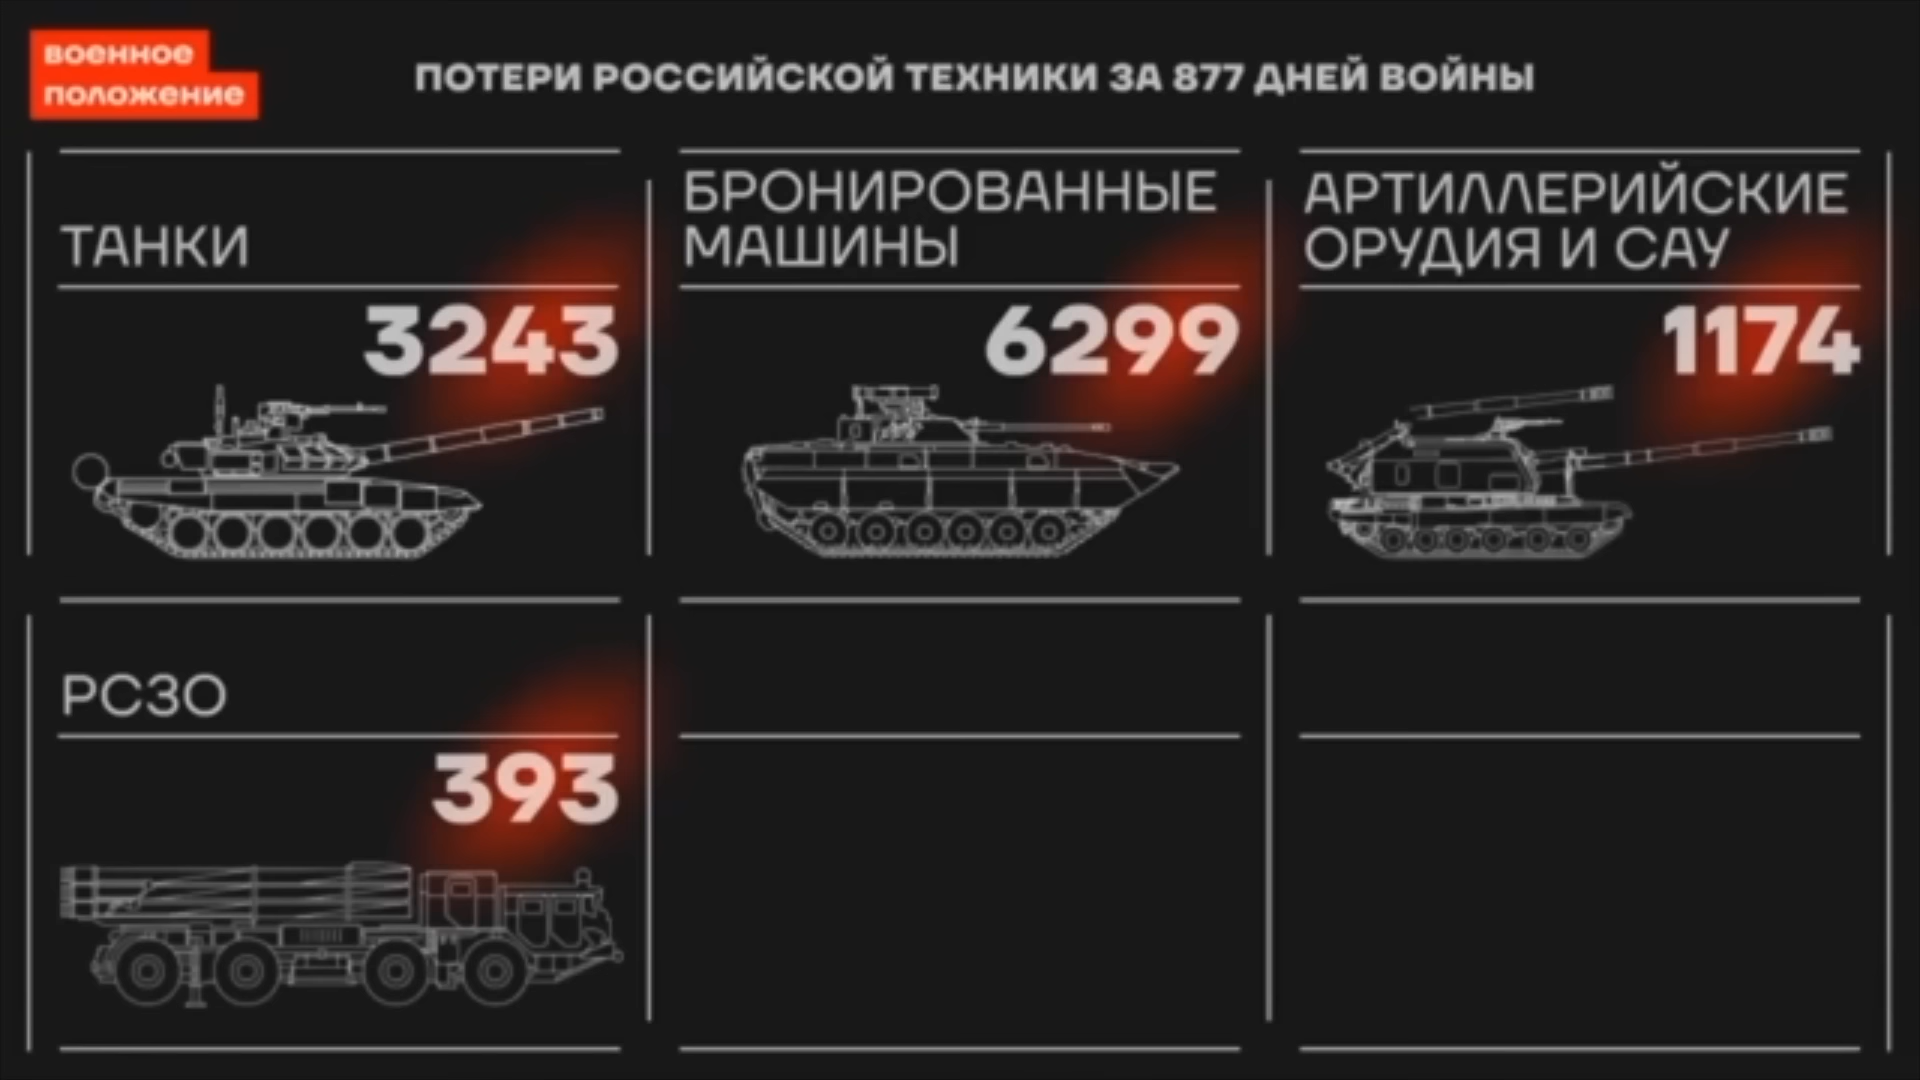 военное
положение
ПОТЕРИ РОССИЙСКОЙ ТЕХНИКИ ЗА 877 ДНЕЙ ВОЙНЫ
ТАНКИ
3243
БРОНИРОВАННЫЕ
МАШИНЫ
6299
АРТИЛЛЕРИЙСКИЕ
ОРУДИЯ И САУ
1174
РСЗО
393